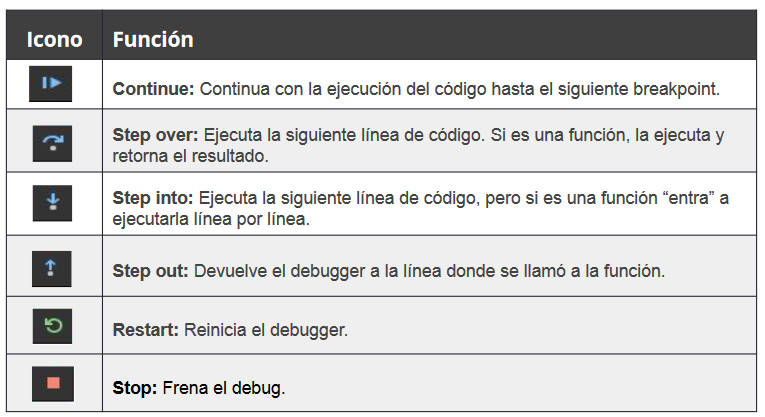 Icono Función
Continue: Continua con la ejecución del código hasta el siguiente breakpoint.
Step over: Ejecuta la siguiente línea de código. Si es una función, la ejecuta y
retorna el resultado.
Step into: Ejecuta la siguiente línea de código, pero si es una función “entra” a
ejecutarla línea por línea.
Step out: Devuelve el debugger a la línea donde se llamó a la función.
Restart: Reinicia el debugger.
Stop: Frena el debug.